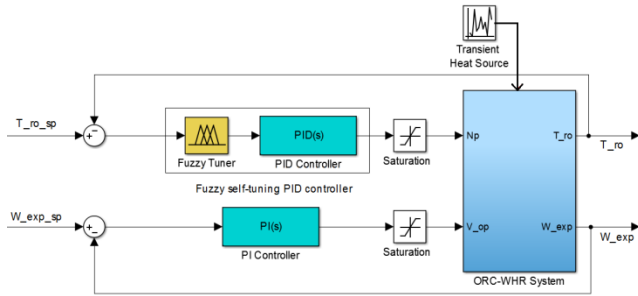 Transient
Heat Source
T_ro_sp
Fuzzy Tuner
PID(s)
PID Controller
Saturation
Np
T_ro
T_ro
Fuzzy self-tuning PID controller
W_exp_sp
PI(s)
PI Controller
Saturation
V_op
W_exp
W_exp
ORC-WHR System